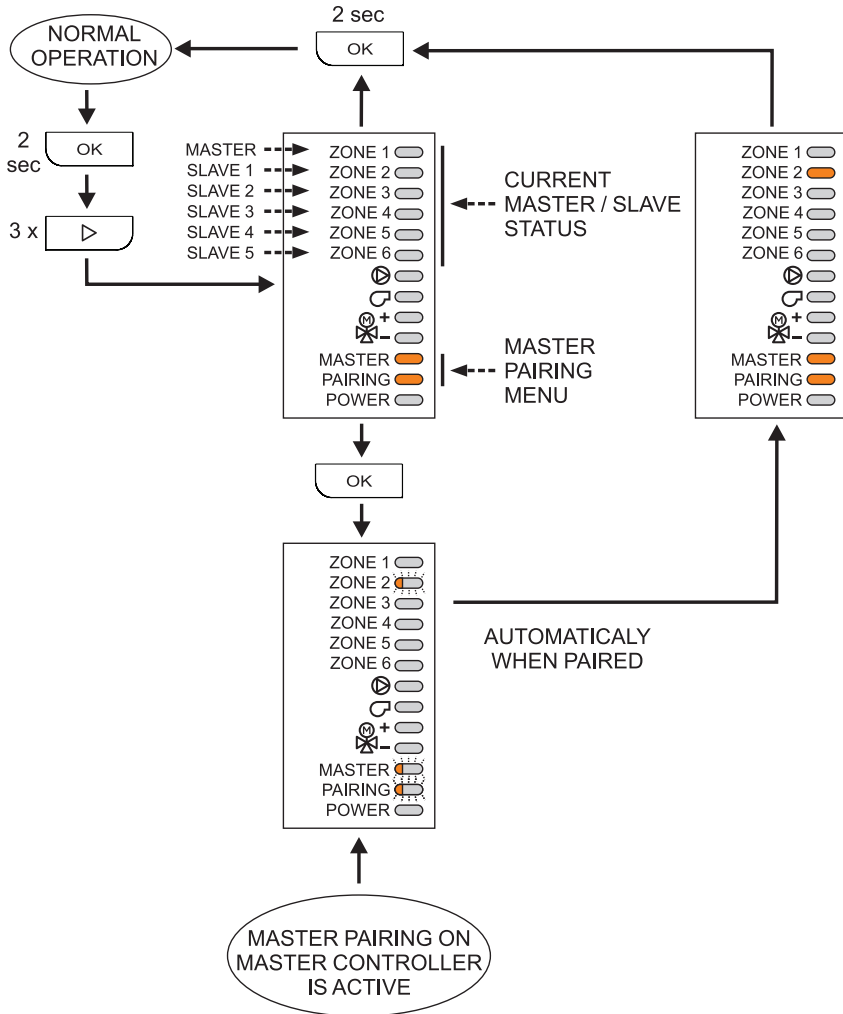 2 sec
NORMAL
OPERATION
OK
2
sec
OK
3 x
MASTER
SLAVE 1
SLAVE 2
SLAVE 3
SLAVE 4
SLAVE 5
ZONE 1
ZONE 2
ZONE 3
ZONE 4
ZONE 5
ZONE 6
M
+
-
MASTER
PAIRING
POWER
CURRENT
MASTER / SLAVE
STATUS
MASTER
PAIRING
MENU
ZONE 1
ZONE 2
ZONE 3
ZONE 4
ZONE 5
ZONE 6
M
+
-
MASTER
PAIRING
POWER
OK
ZONE 1
ZONE 2
ZONE 3
ZONE 4
ZONE 5
ZONE 6
M
+
-
MASTER
PAIRING
POWER
AUTOMATICALY
WHEN PAIRED
MASTER PAIRING ON
MASTER CONTROLLER
IS ACTIVE